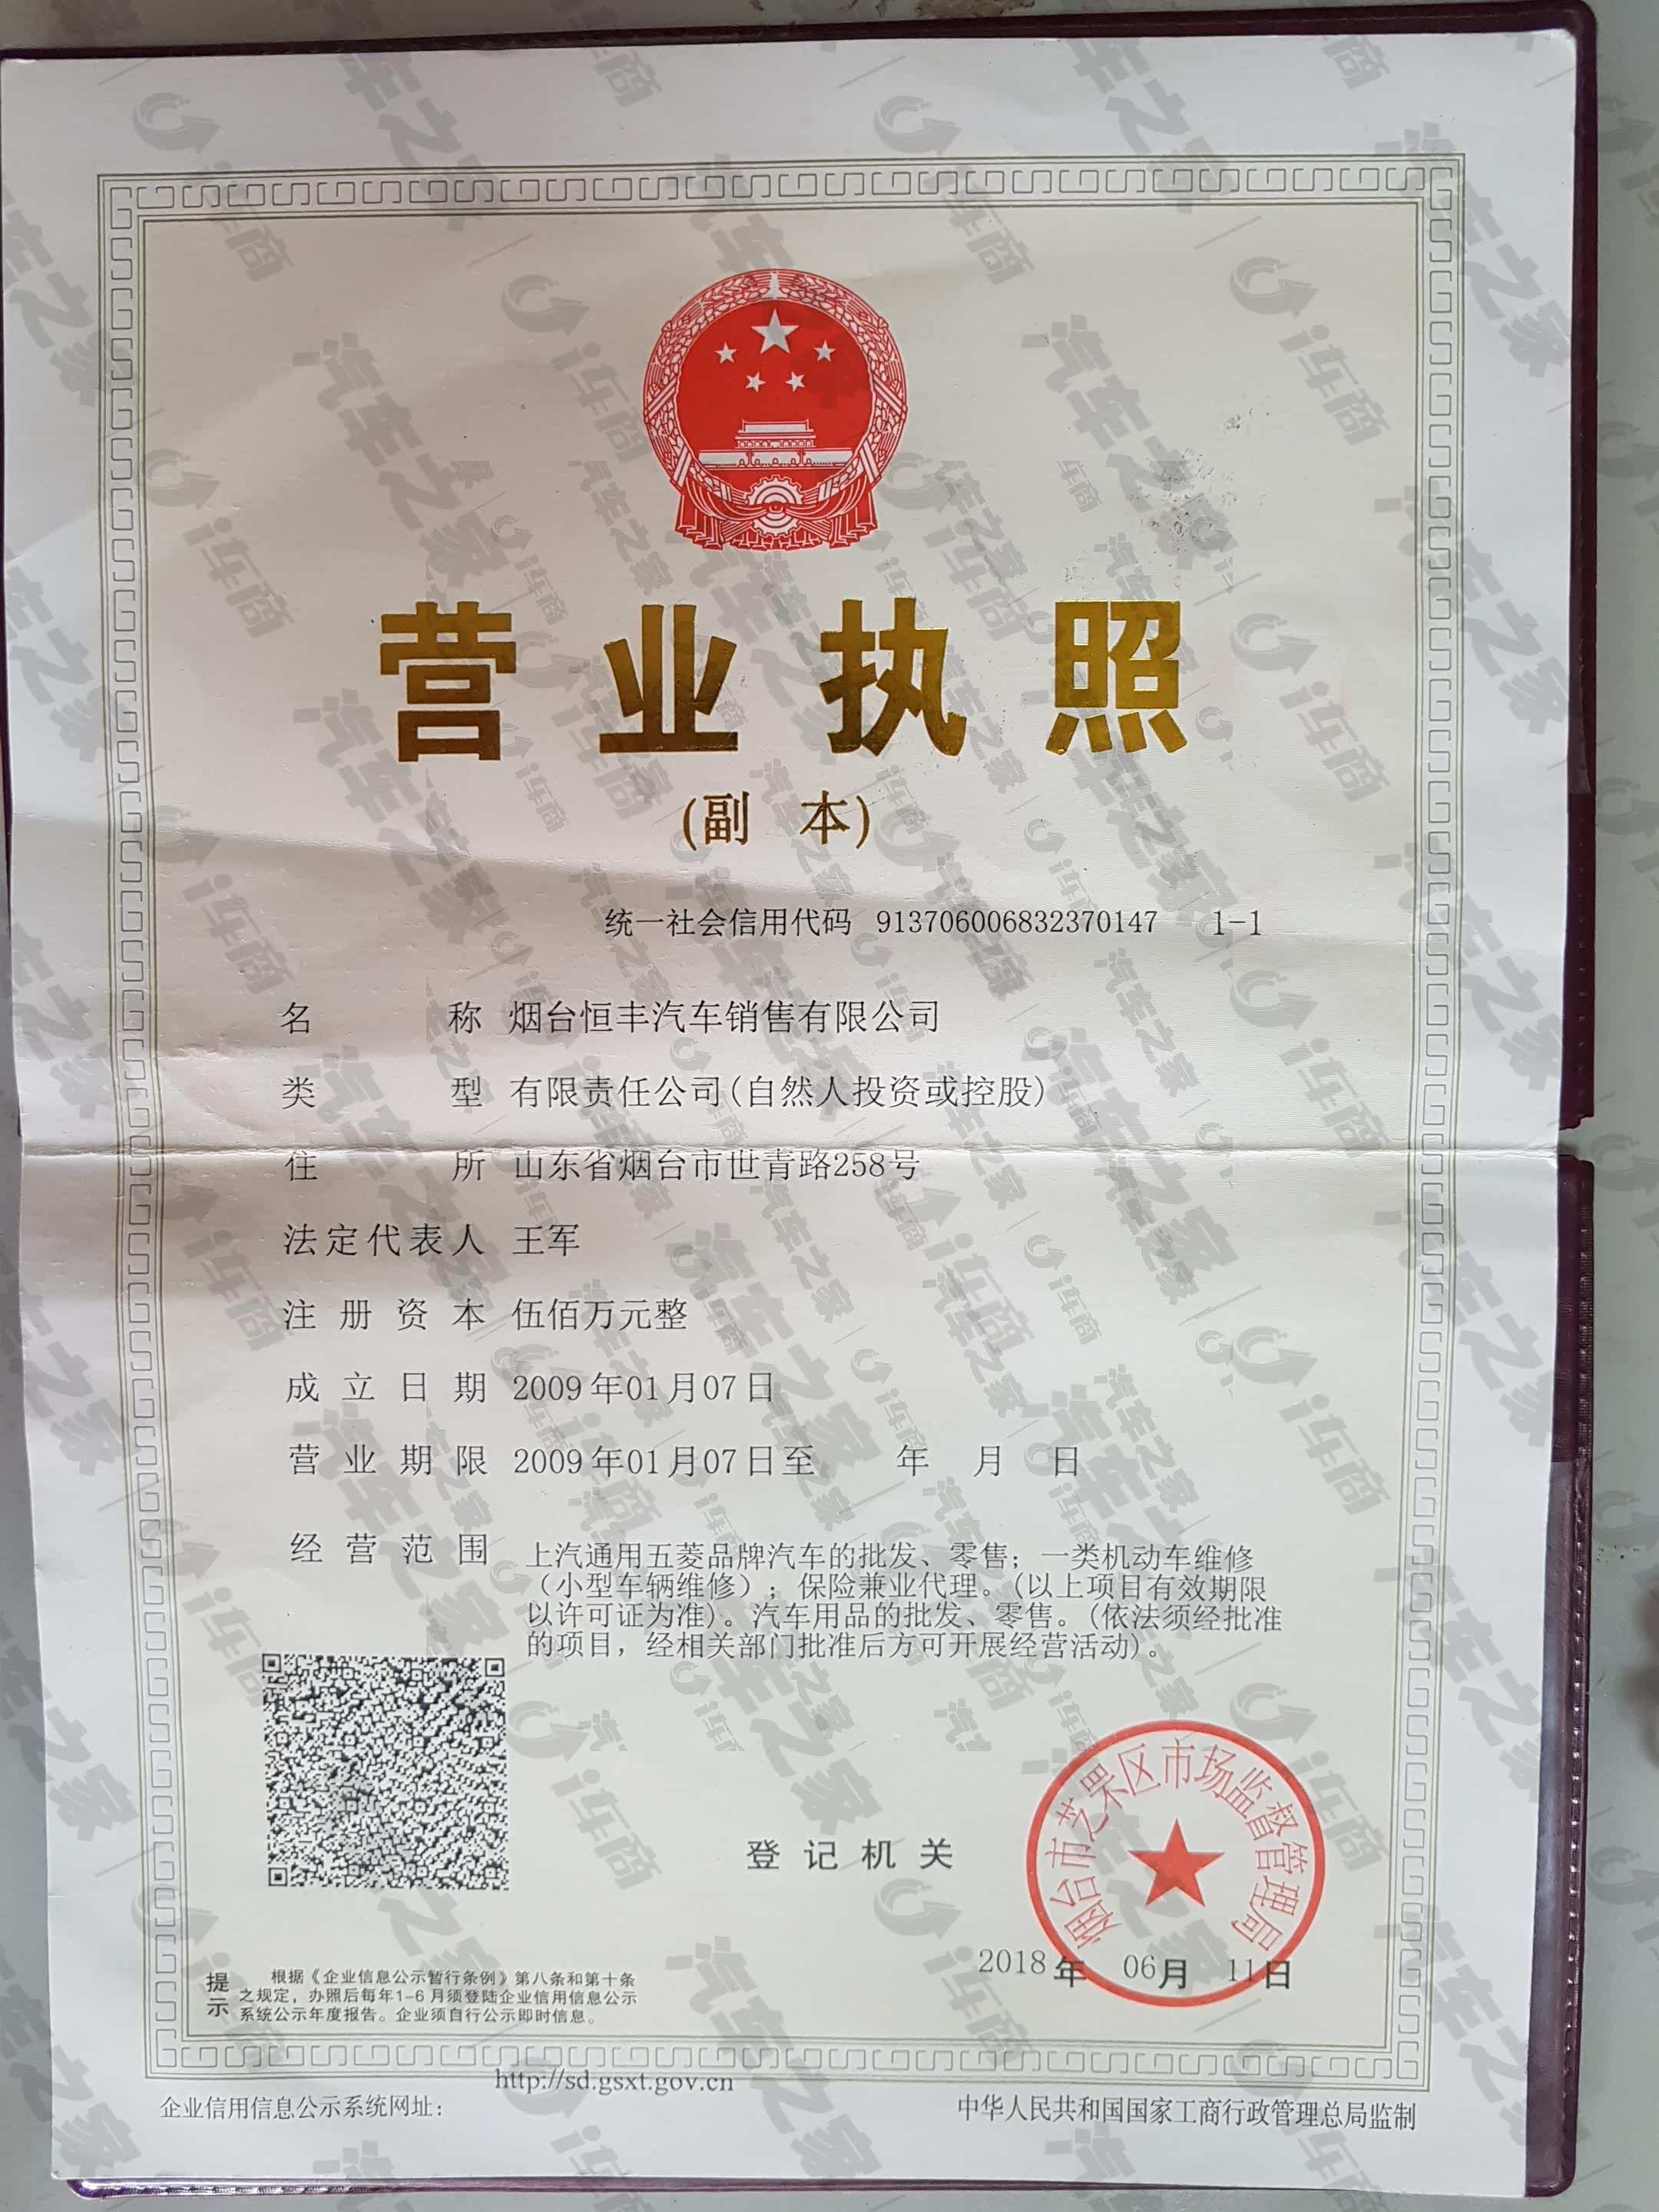 营业执照
(副 本)
统一社会信用代码 913706006832370147 1-1
名 称 烟台恒丰汽车销售有限公司
类 型 有限责任公司(自然人投资或控股)
住 所 山东省烟台市世青路258号
法定代表人 王军
注册资本 伍佰万元整
成立日期 2009年01月07日
营业期限 2009年01月07日至 年 月 日
经营范围 上汽通用五菱品牌汽车的批发、零售；一类机动车维修
（小型车辆维修）；保险兼业代理。(以上项目有效期限
以许可证为准)。汽车用品的批发、零售。(依法须经批准
的项目，经相关部门批准后方可开展经营活动)。
登记机关
烟台市芝罘区市场监督管理局
2018年 06月 11日
提示 根据《企业信息公示暂行条例》第八条和第十条
之规定，办照后每年1-6月须登陆企业信用信息公示
系统公示年度报告。企业须自行公示即时信息。
http://sd.gsxt.gov.cn
企业信用信息公示系统网址：
中华人民共和国国家工商行政管理总局监制
汽车之家 | i车商